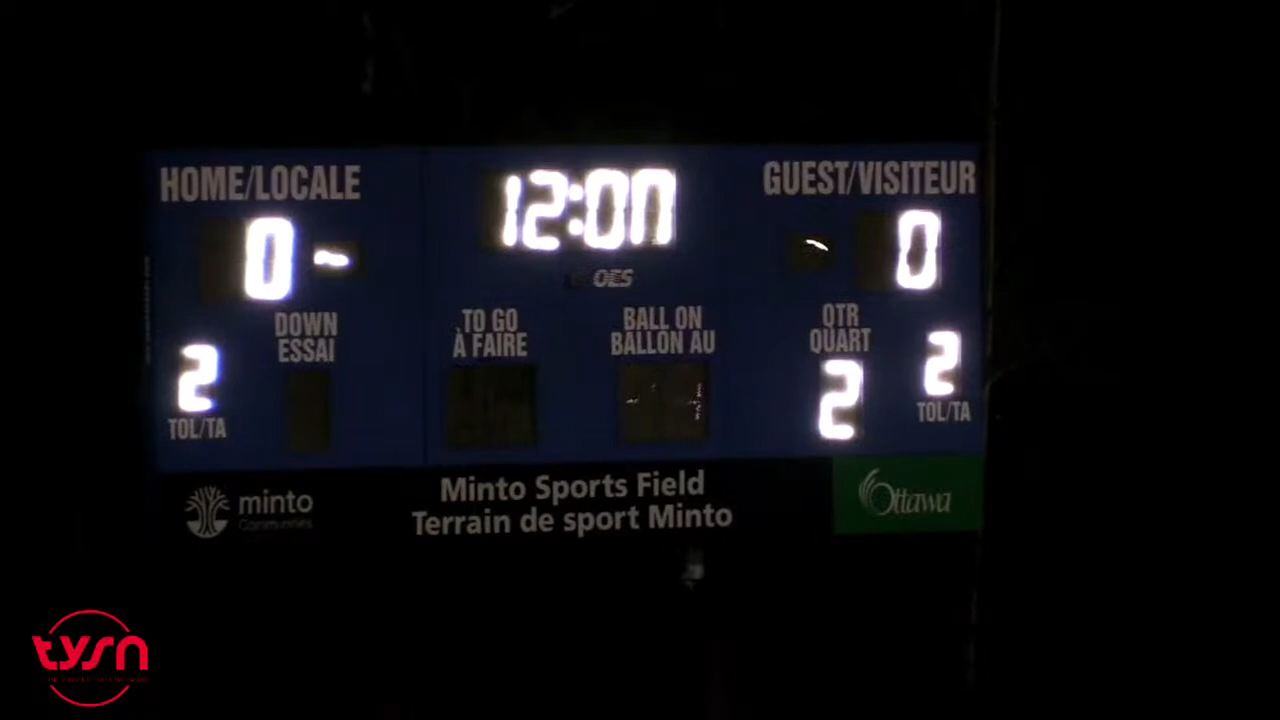 HOME/LOCALE
12:00
GUEST/VISITEUR
0
0
OES
DOWN
ESSAI
TO GO
À FAIRE
BALL ON
BALLON AU
QTR
QUART
2
TOL/TA
2
2
TOL/TA
minto
Communities
Minto Sports Field
Terrain de sport Minto
Ottawa
tysn